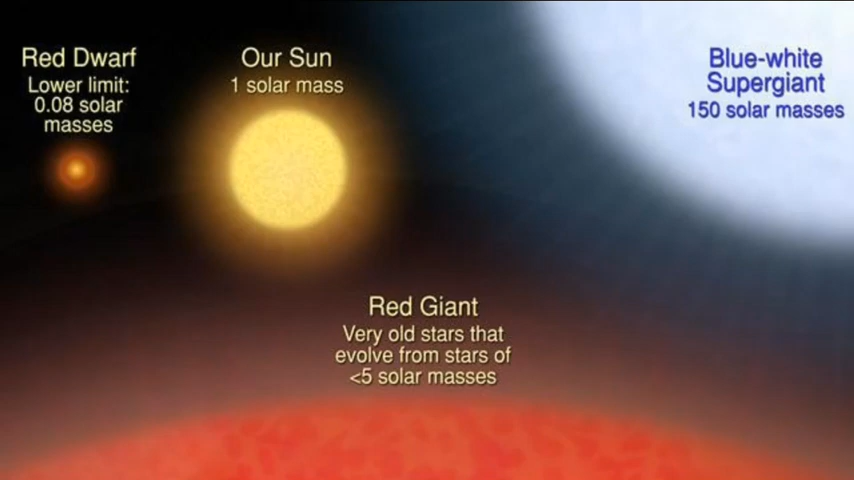 Red Dwarf
Lower limit:
0.08 solar
masses
Our Sun
1 solar mass
Blue-white
Supergiant
150 solar masses
Red Giant
Very old stars that
evolve from stars of
<5 solar masses